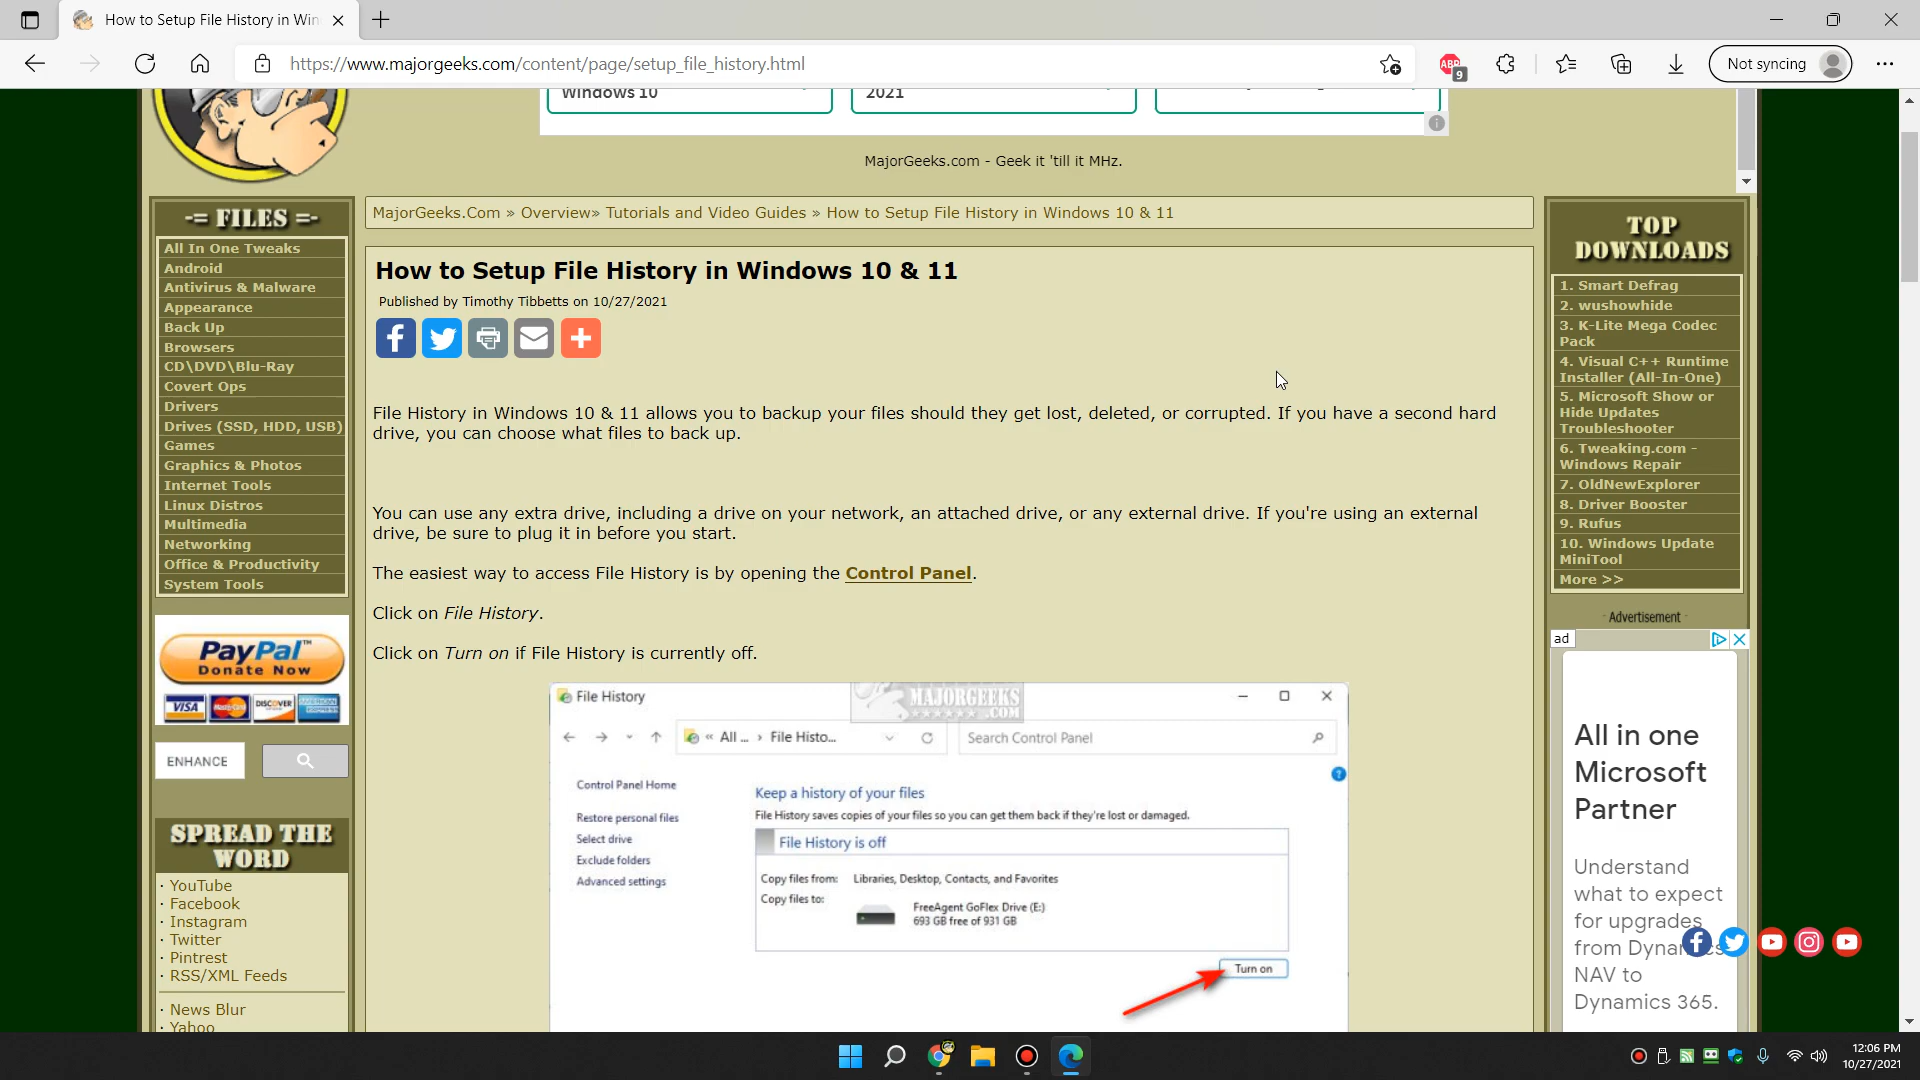 How to Setup File History in Win
https://www.majorgeeks.com/content/page/setup_file_history.html
ABP
9
Not syncing
Windows 10
2021
MajorGeeks.com - Geek it 'till it MHz.
-= FILES =-
All In One Tweaks
Android
Antivirus & Malware
Appearance
Back Up
Browsers
CD\DVD\Blu-Ray
Covert Ops
Drivers
Drives (SSD, HDD, USB)
Games
Graphics & Photos
Internet Tools
Linux Distros
Multimedia
Networking
Office & Productivity
System Tools
PayPal™
Donate Now
VISA MasterCard DISCOVER AMERICAN EXPRESS
ENHANCE
SPREAD THE
WORD
· YouTube
· Facebook
· Instagram
· Twitter
· Pintrest
· RSS/XML Feeds
· News Blur
· Yahoo
MajorGeeks.Com » Overview» Tutorials and Video Guides » How to Setup File History in Windows 10 & 11
How to Setup File History in Windows 10 & 11
Published by Timothy Tibbetts on 10/27/2021
File History in Windows 10 & 11 allows you to backup your files should they get lost, deleted, or corrupted. If you have a second hard
drive, you can choose what files to back up.
You can use any extra drive, including a drive on your network, an attached drive, or any external drive. If you're using an external
drive, be sure to plug it in before you start.
The easiest way to access File History is by opening the Control Panel.
Click on File History.
Click on Turn on if File History is currently off.
File History
MAJORGEEKS
.COM
« All ... › File Histo...
Search Control Panel
Control Panel Home
Restore personal files
Select drive
Exclude folders
Advanced settings
Keep a history of your files
File History saves copies of your files so you can get them back if they're lost or damaged.
File History is off
Copy files from: Libraries, Desktop, Contacts, and Favorites
Copy files to:
FreeAgent GoFlex Drive (E:)
693 GB free of 931 GB
Turn on
TOP
DOWNLOADS
1. Smart Defrag
2. wushowhide
3. K-Lite Mega Codec
Pack
4. Visual C++ Runtime
Installer (All-In-One)
5. Microsoft Show or
Hide Updates
Troubleshooter
6. Tweaking.com -
Windows Repair
7. OldNewExplorer
8. Driver Booster
9. Rufus
10. Windows Update
MiniTool
More >>
- Advertisement -
ad
All in one
Microsoft
Partner
Understand
what to expect
for upgrades
from Dynamics
NAV to
Dynamics 365.
12:06 PM
10/27/2021